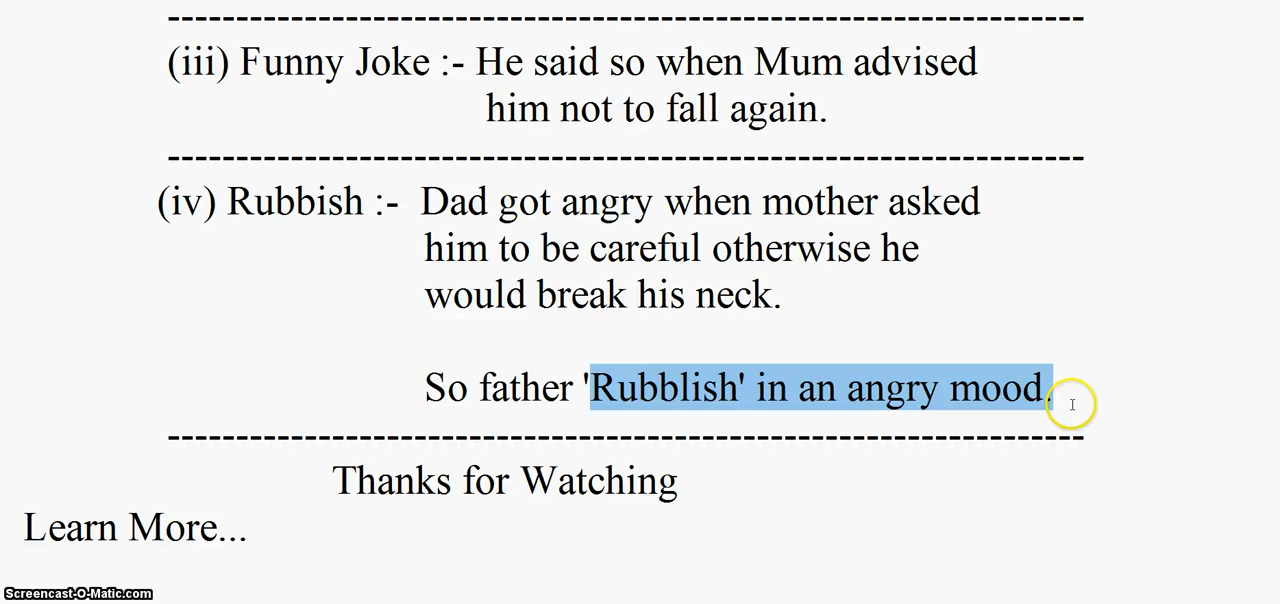 --------------------------------------------------------------------
(iii) Funny Joke :- He said so when Mum advised
him not to fall again.
--------------------------------------------------------------------
(iv) Rubbish :- Dad got angry when mother asked
him to be careful otherwise he
would break his neck.
So father 'Rubblish' in an angry mood.
--------------------------------------------------------------------
Thanks for Watching
Learn More...
Screencast-O-Matic.com